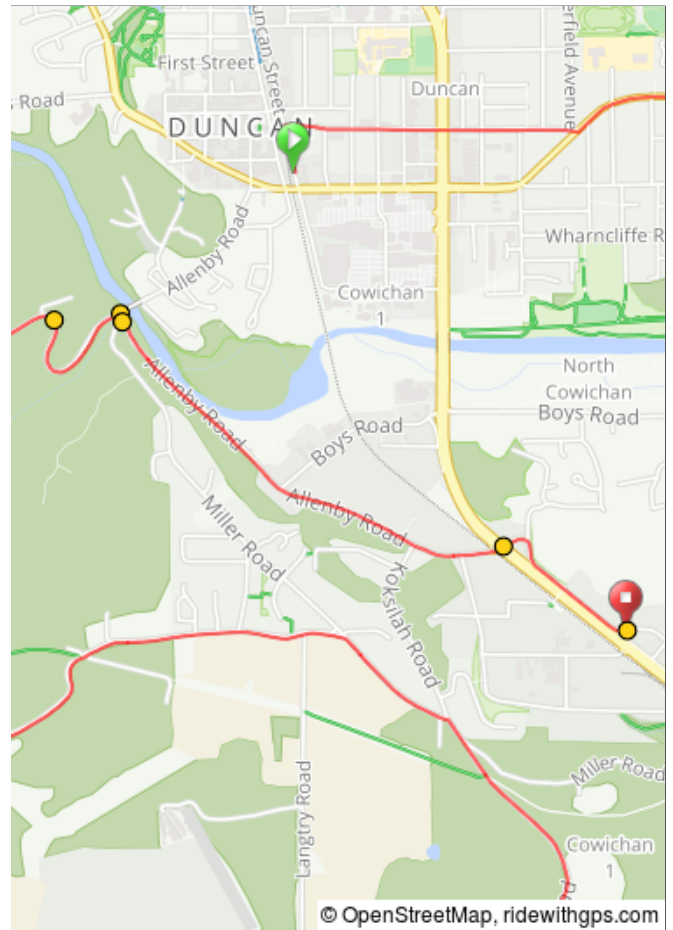 Duncan Street
erfield Avenue
First Street
Duncan
Road
DUNCAN
Allenby Road
Wharncliffe R
Cowichan
1
North
Cowichan
Allenby Road
Boys Road
Boys Road
Allenby Road
Miller Road
Koksilah Road
Langtry Road
Miller Road
Cowichan
1
© OpenStreetMap, ridewithgps.com